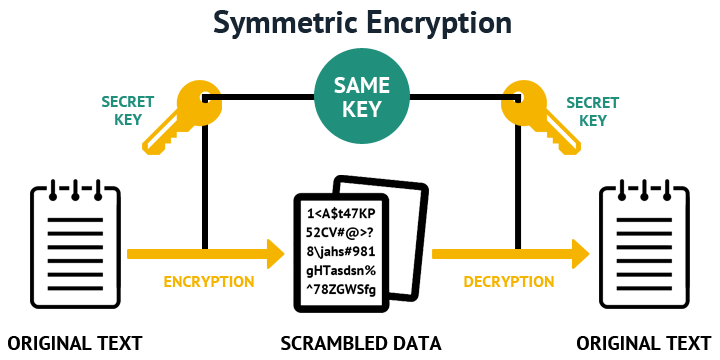 Symmetric Encryption
SECRET
KEY
SAME
KEY
SECRET
KEY
1<A$t47KP
52CV#@>?
8\jahs#981
gHTasdsn%
^78ZGWSfg
ENCRYPTION
DECRYPTION
ORIGINAL TEXT
SCRAMBLED DATA
ORIGINAL TEXT